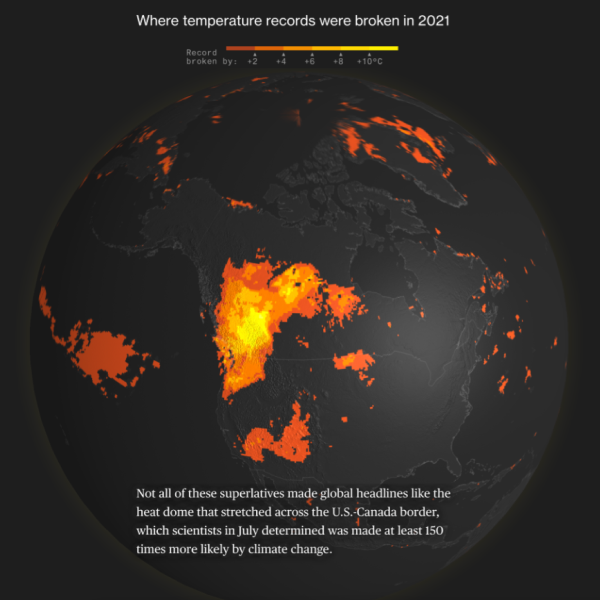 Where temperature records were broken in 2021
Record
broken by: +2 +4 +6 +8 +10°C
Not all of these superlatives made global headlines like the
heat dome that stretched across the U.S.-Canada border,
which scientists in July determined was made at least 150
times more likely by climate change.